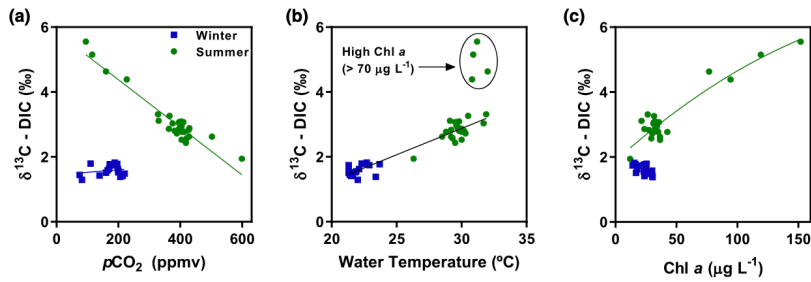 (a)
Winter
Summer
δ¹³C - DIC (‰)
6
4
2
0
0
200
400
600
pCO₂ (ppmv)
(b)
High Chl a
(> 70 μg L⁻¹)
δ¹³C - DIC (‰)
6
4
2
0
20
25
30
35
Water Temperature (ºC)
(c)
δ¹³C - DIC (‰)
6
4
2
0
0
50
100
150
Chl a (μg L⁻¹)